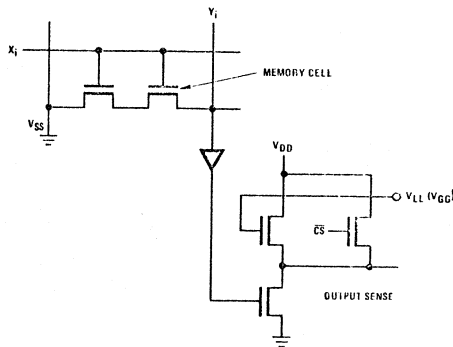 Yi
Xi
MEMORY CELL
VSS
VDD
VLL (VGG)
CS
OUTPUT SENSE